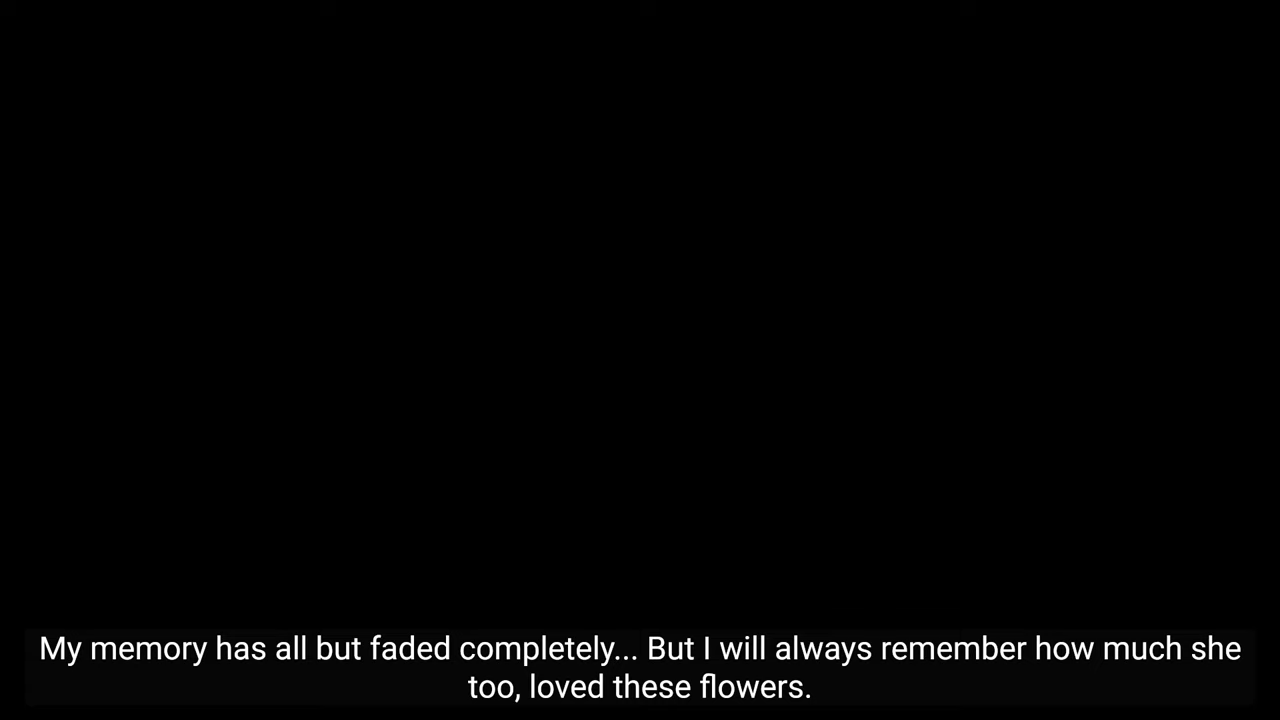 My memory has all but faded completely... But I will always remember how much she
too, loved these flowers.